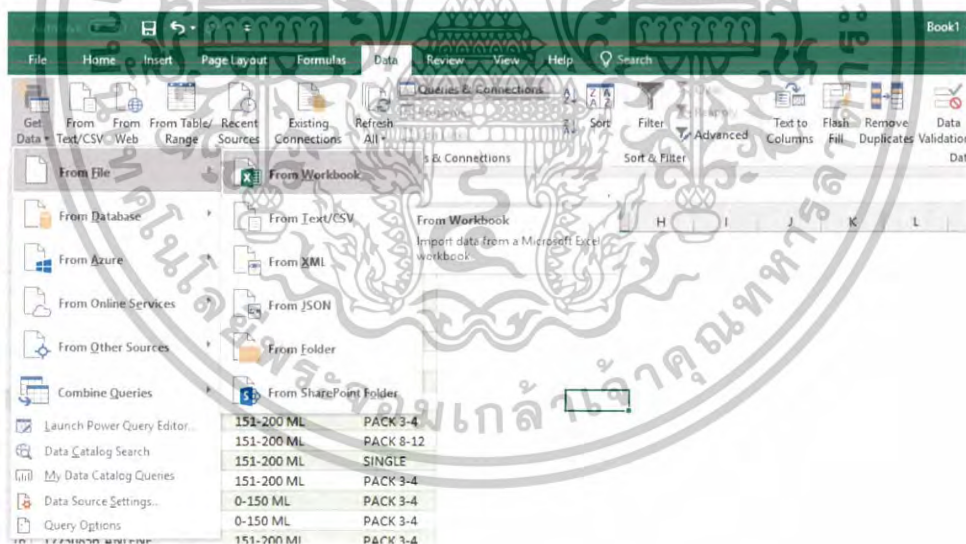 Book1
File Home Insert Page Layout Formulas Data Review View Help Search
Queries & Connections
Get Data From Text/CSV From Web From Table/ Range Recent Sources Existing Connections Refresh All Sort Filter Advanced Text to Columns Flash Fill Remove Duplicates Data Validation
s & Connections Sort & Filter Dat
From File
From Workbook
From Database
From Text/CSV
From Azure
From XML
From Online Services
From JSON
From Other Sources
From Folder
Combine Queries
From SharePoint Folder
Launch Power Query Editor...
Data Catalog Search
My Data Catalog Queries
Data Source Settings...
Query Options
From Workbook
Import data from a Microsoft Excel
workbook.
H I J K L
151-200 ML PACK 3-4
151-200 ML PACK 8-12
151-200 ML SINGLE
151-200 ML PACK 3-4
0-150 ML PACK 3-4
0-150 ML PACK 3-4
151-200 ML PACK 3-4